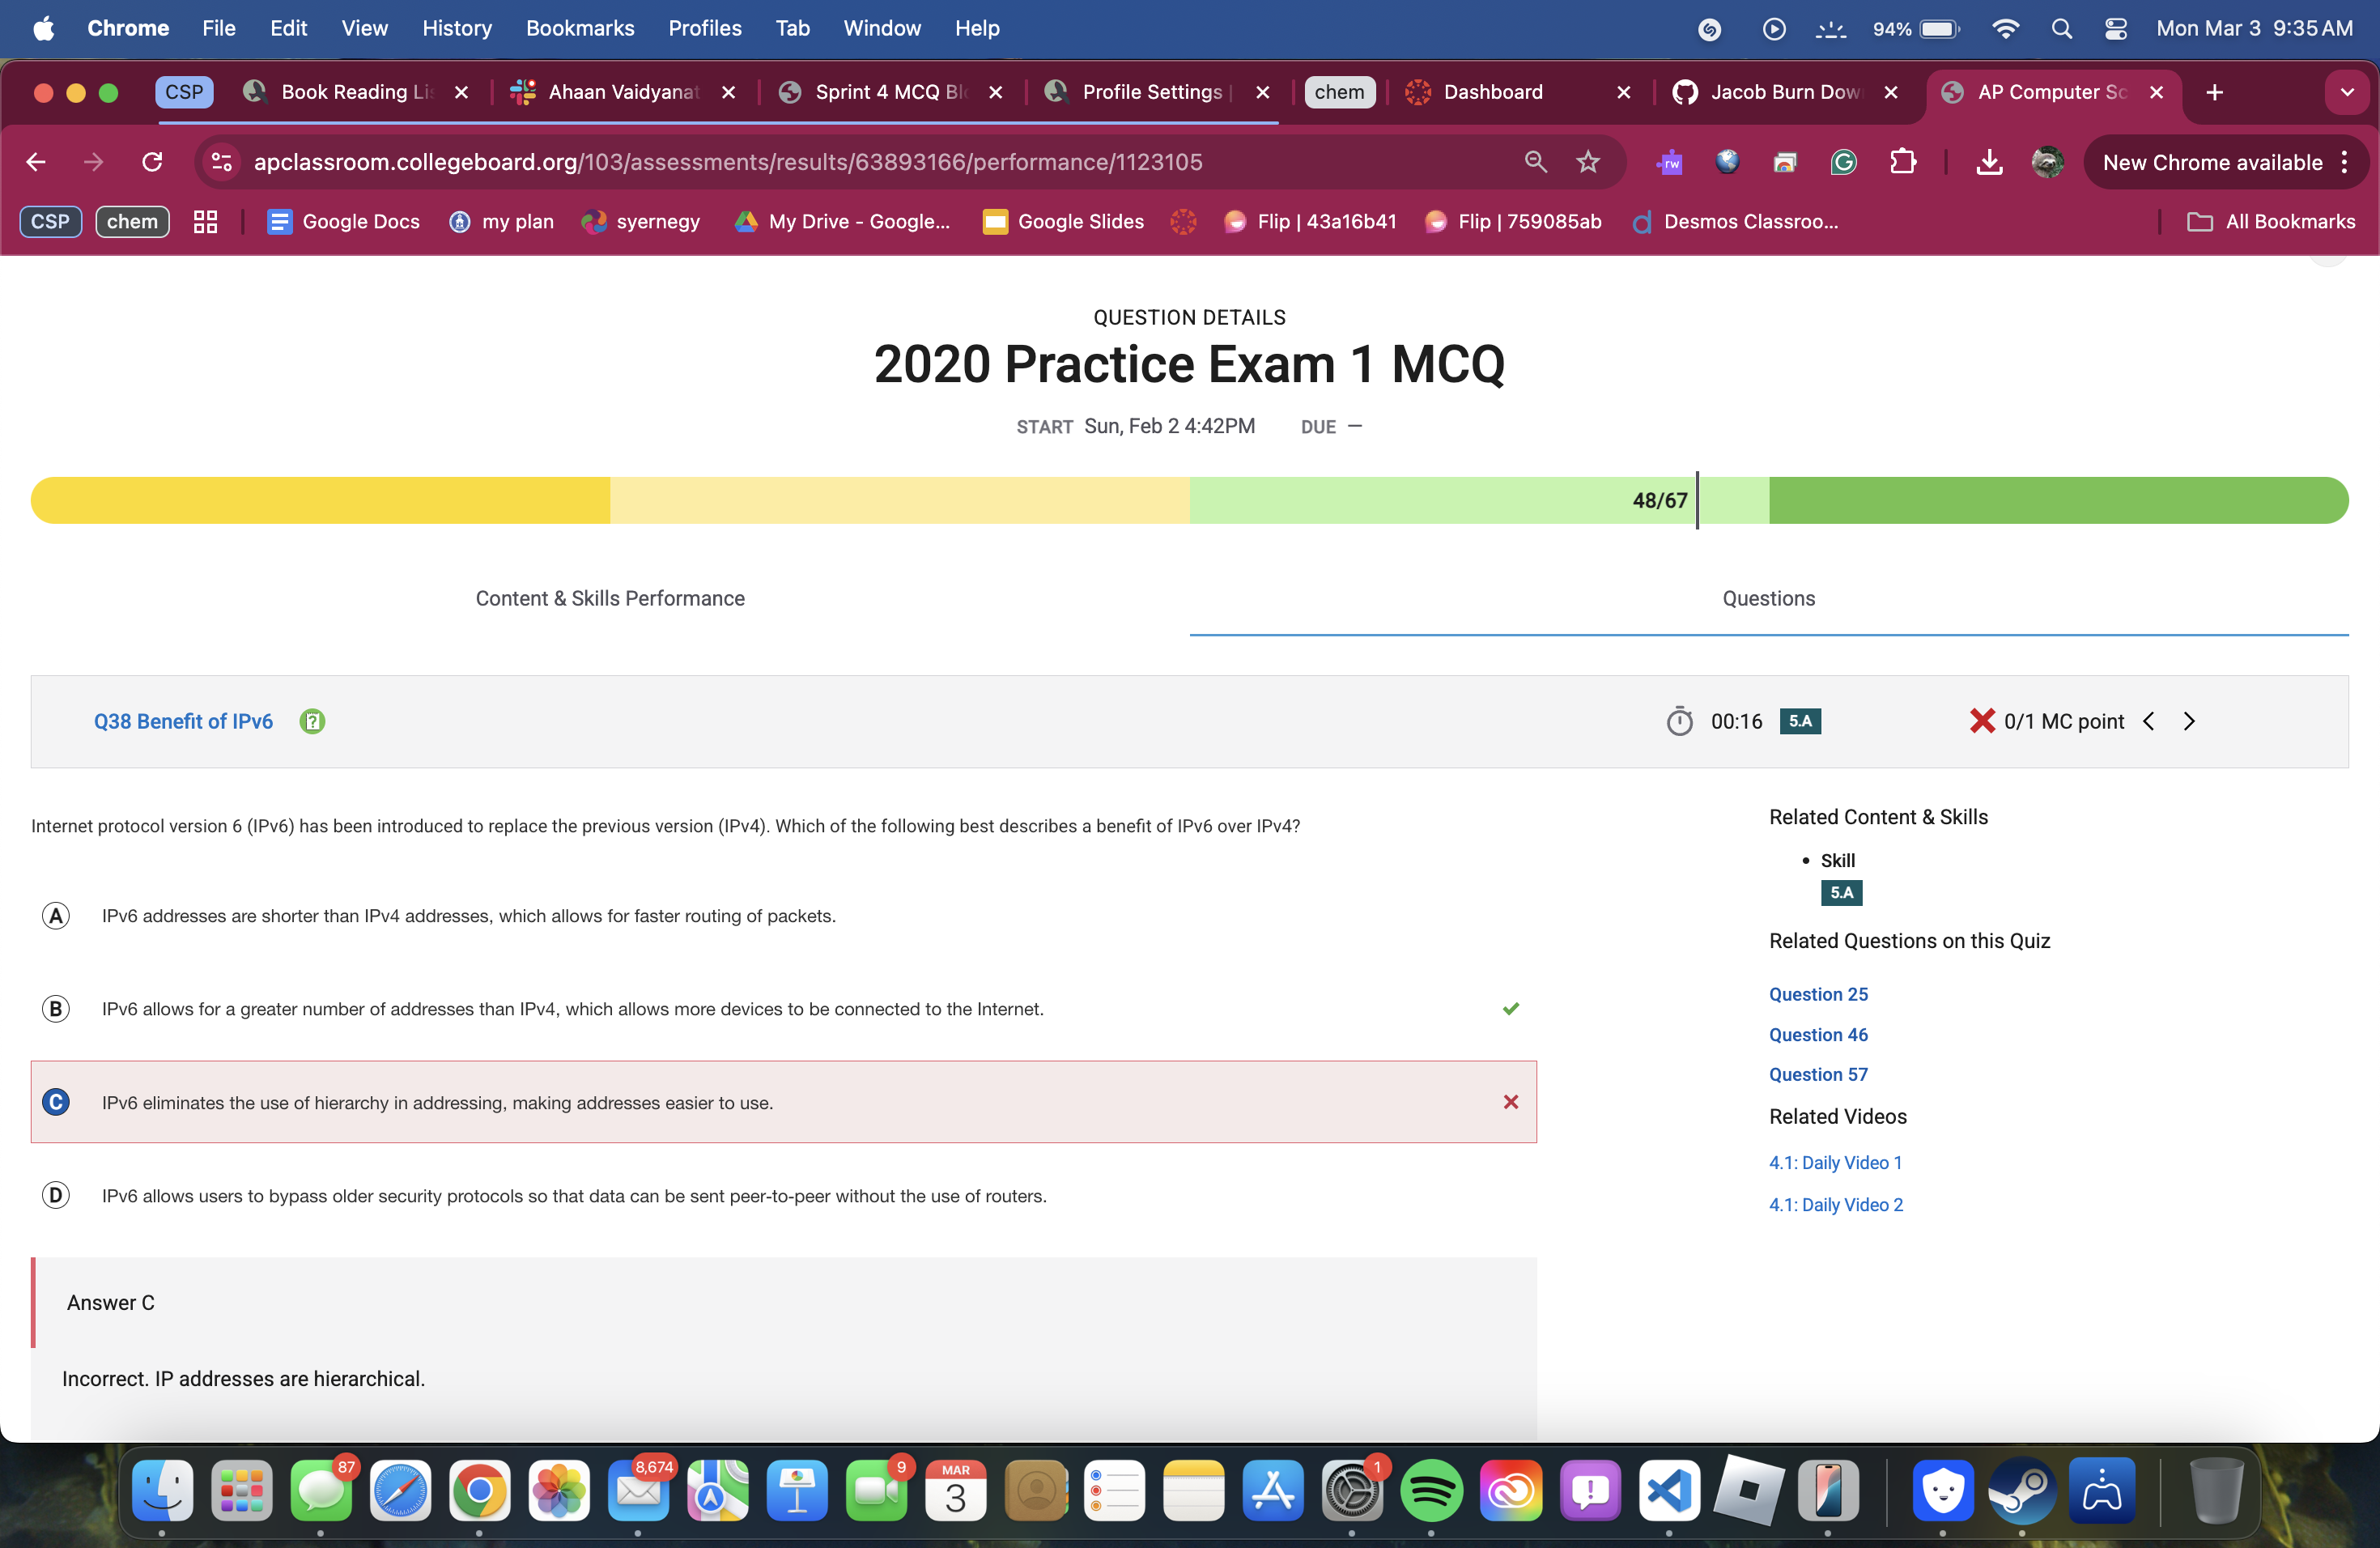 Chrome File Edit View History Bookmarks Profiles Tab Window Help 94% Mon Mar 3 9:35 AM
CSP Book Reading Li Ahaan Vaidyanat Sprint 4 MCQ Bl Profile Settings | chem Dashboard Jacob Burn Dow AP Computer Sc
apclassroom.collegeboard.org/103/assessments/results/63893166/performance/1123105 rw New Chrome available
CSP chem Google Docs my plan syernegy My Drive - Google... Google Slides Flip | 43a16b41 Flip | 759085ab Desmos Classroo... All Bookmarks
QUESTION DETAILS
2020 Practice Exam 1 MCQ
START Sun, Feb 2 4:42PM DUE —
48/67
Content & Skills Performance Questions
Q38 Benefit of IPv6 00:16 5.A 0/1 MC point
Internet protocol version 6 (IPv6) has been introduced to replace the previous version (IPv4). Which of the following best describes a benefit of IPv6 over IPv4?
A IPv6 addresses are shorter than IPv4 addresses, which allows for faster routing of packets.
B IPv6 allows for a greater number of addresses than IPv4, which allows more devices to be connected to the Internet.
C IPv6 eliminates the use of hierarchy in addressing, making addresses easier to use.
D IPv6 allows users to bypass older security protocols so that data can be sent peer-to-peer without the use of routers.
Answer C
Incorrect. IP addresses are hierarchical.
Related Content & Skills
• Skill
5.A
Related Questions on this Quiz
Question 25
Question 46
Question 57
Related Videos
4.1: Daily Video 1
4.1: Daily Video 2
87 8,674 9 MAR 1
3